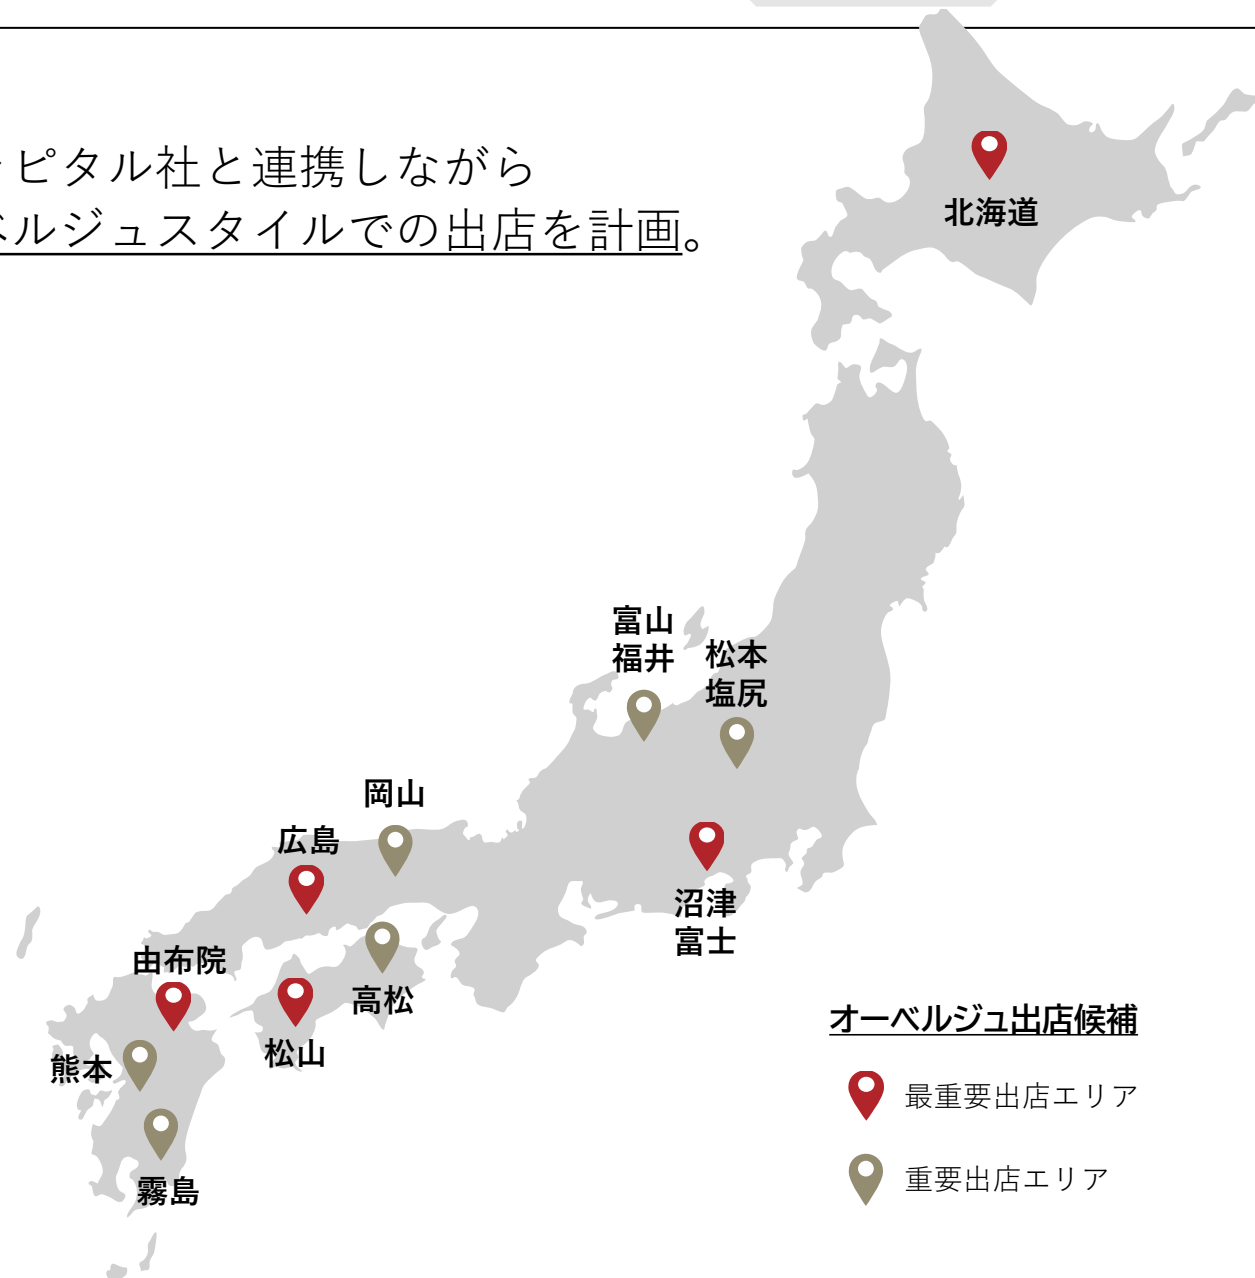 ピタル社と連携しながら
ベルジュスタイルでの出店を計画。
北海道
富山
福井
松本
塩尻
岡山
広島
沼津
富士
由布院
高松
松山
熊本
霧島
オーベルジュ出店候補
最重要出店エリア
重要出店エリア